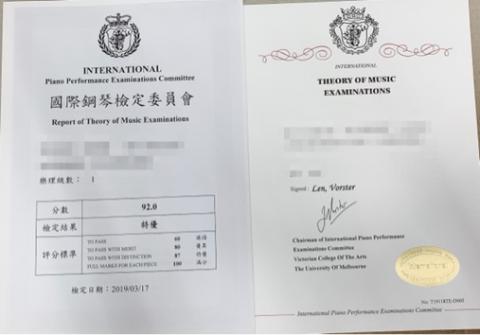 INTERNATIONAL
Piano Performance Examinations Committee
國際鋼琴檢定委員會
Report of Theory of Music Examinations
樂理級數： 1
分數 92.0
檢定結果 特優
評分標準
TO PASS 60 及格
TO PASS WITH MERIT 80 優良
TO PASS WITH DISTINCTION 87 特優
FULL MARKS FOR EACH PIECE 100 滿分
檢定日期：2019/03/17
INTERNATIONAL
THEORY OF MUSIC
EXAMINATIONS
Signed : Len, Vorster
Chairman of International Piano Performance
Examinations Committee
Victorian College Of The Arts
The University Of Melbourne
International Piano Performance Examinations Committee